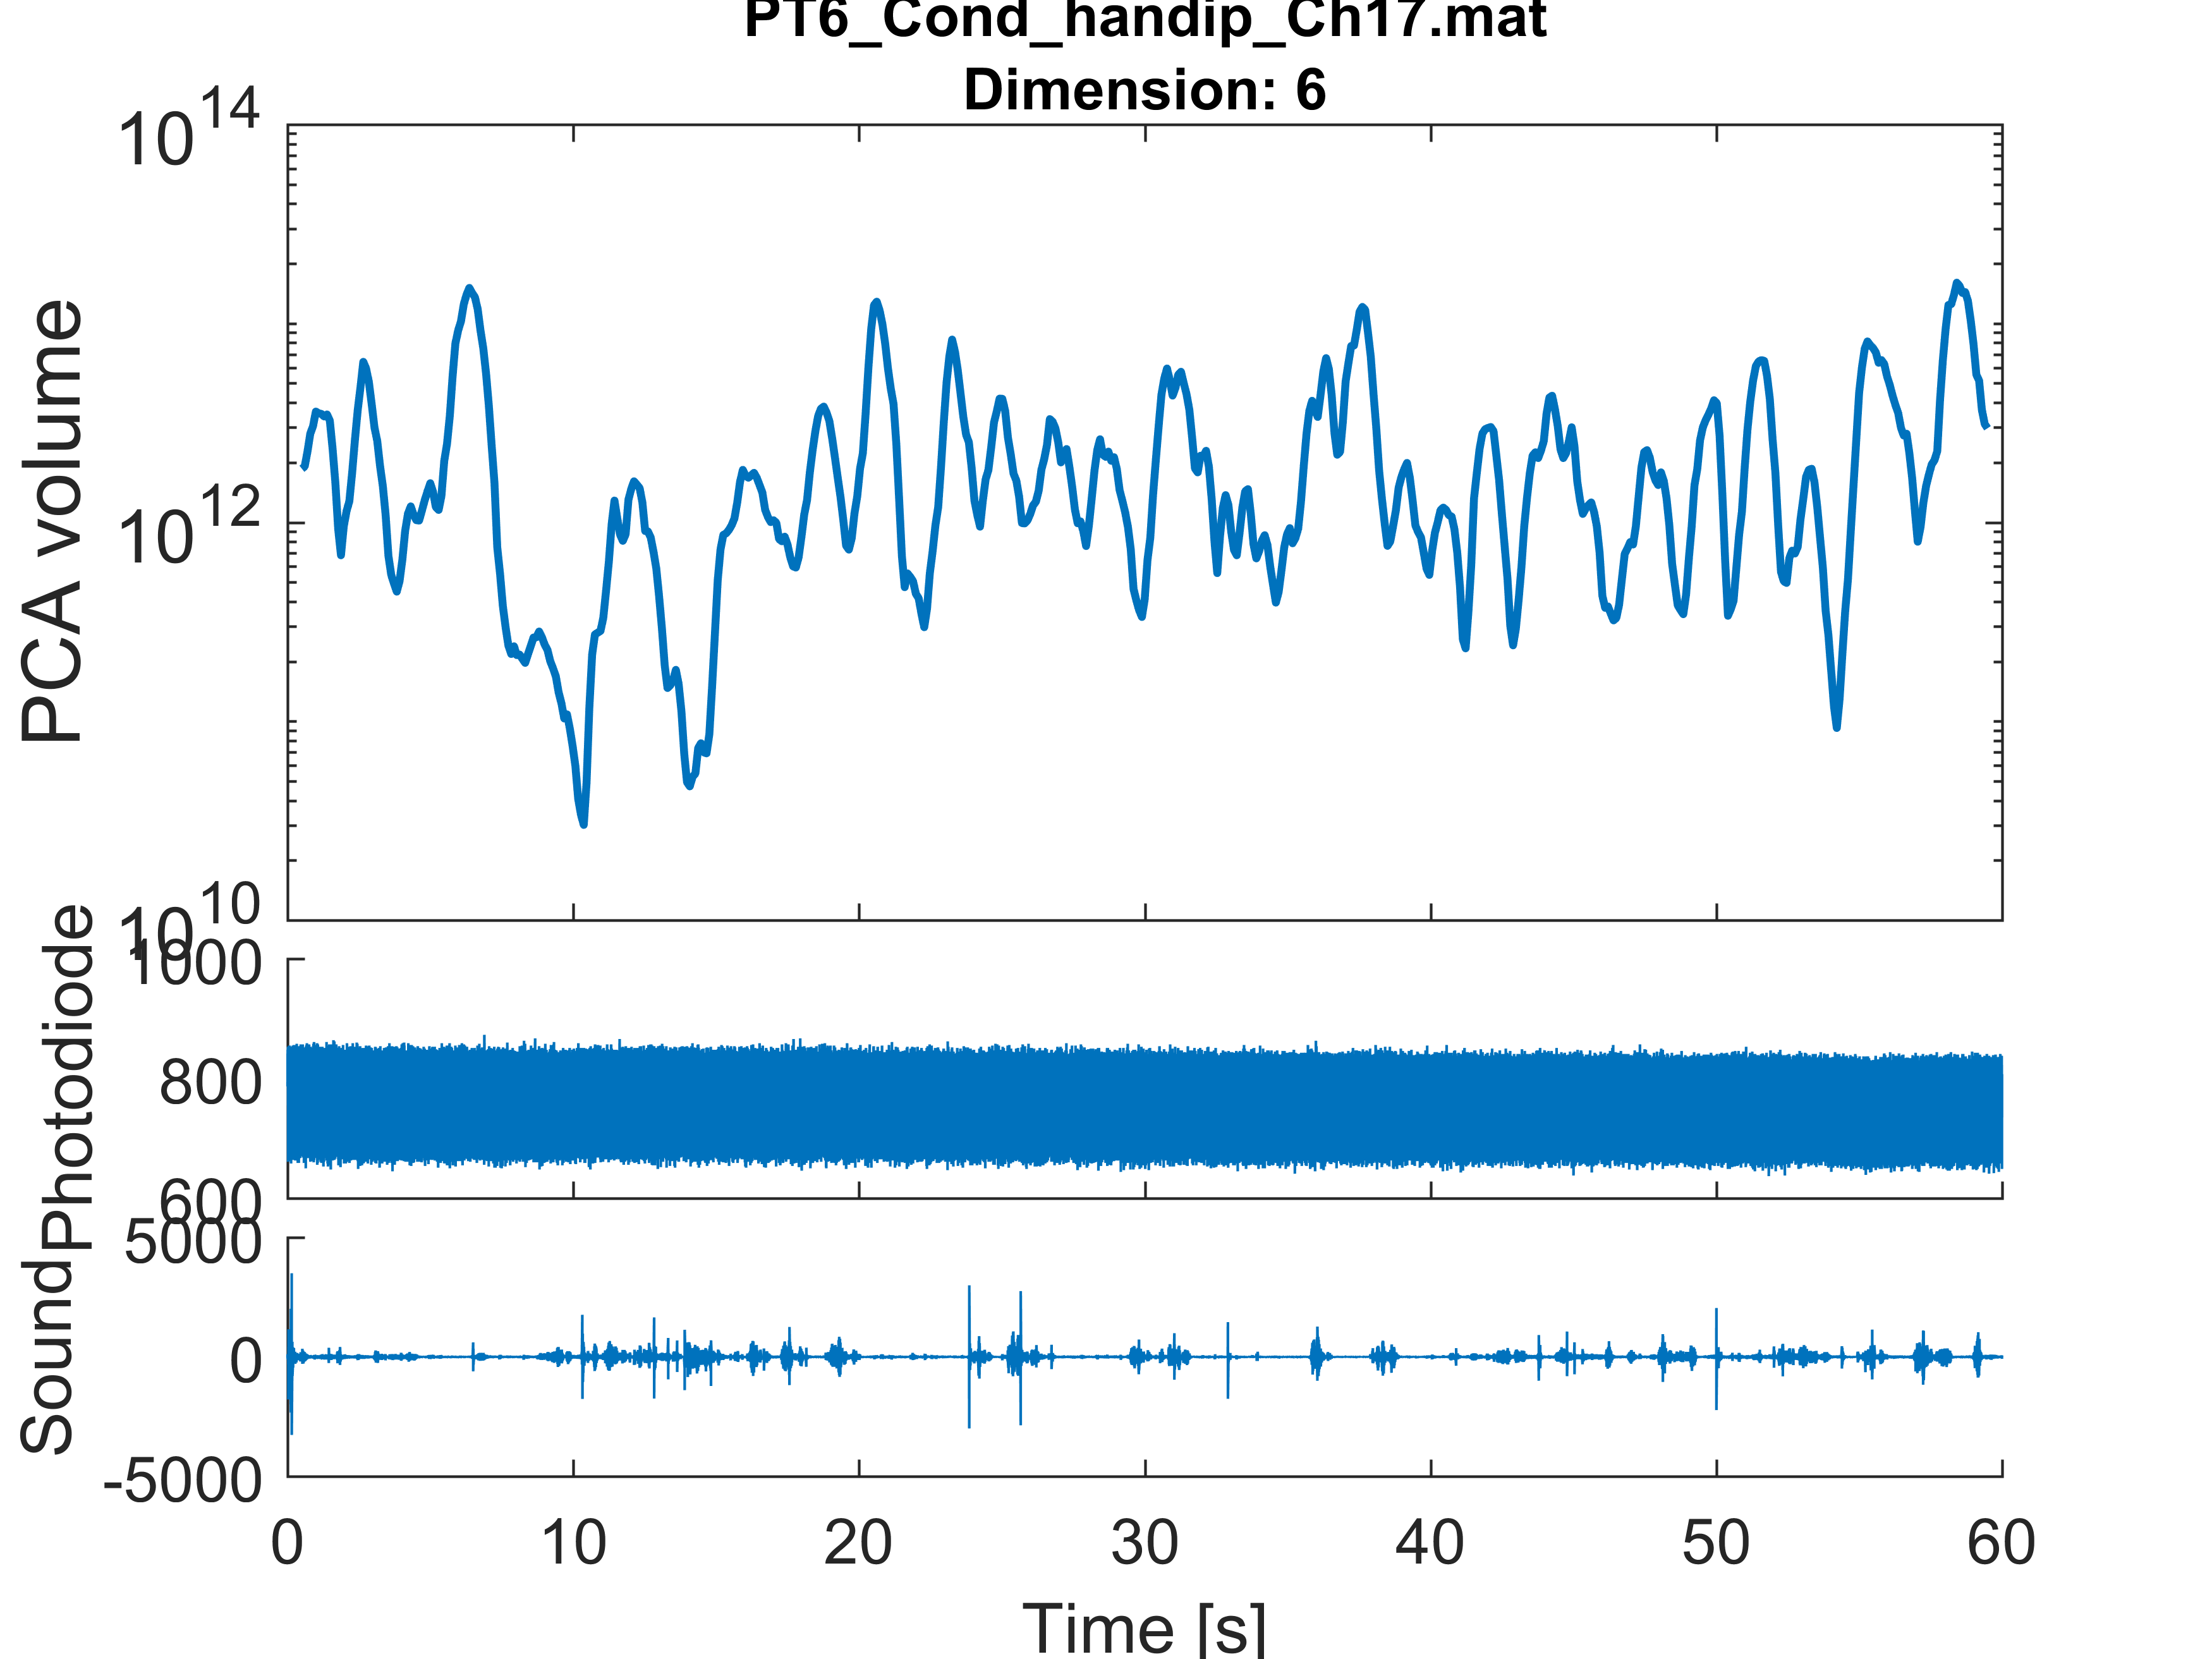 PT6_Cond_handip_Ch17.mat
Dimension: 6
PCA volume
10^14
10^12
10^10
Photodiode
1000
800
600
Sound
5000
0
-5000
0 10 20 30 40 50 60
Time [s]